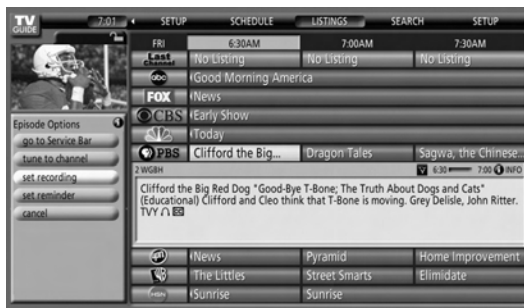 TV
GUIDE
7:01 SETUP SCHEDULE LISTINGS SEARCH SETUP
FRI 6:30AM 7:00AM 7:30AM
Last Channel No Listing No Listing No Listing
abc Good Morning America
FOX News
CBS Early Show
NBC Today
PBS Clifford the Big... Dragon Tales Sagwa, the Chinese...
Episode Options
go to Service Bar
tune to channel
set recording
set reminder
cancel
2 WGBH 6:30 7:00 INFO
Clifford the Big Red Dog "Good-Bye T-Bone; The Truth About Dogs and Cats"
(Educational) Clifford and Cleo think that T-Bone is moving. Grey Delisle, John Ritter.
TVY
News Pyramid Home Improvement
WB The Littles Street Smarts Elimidate
Sunrise Sunrise